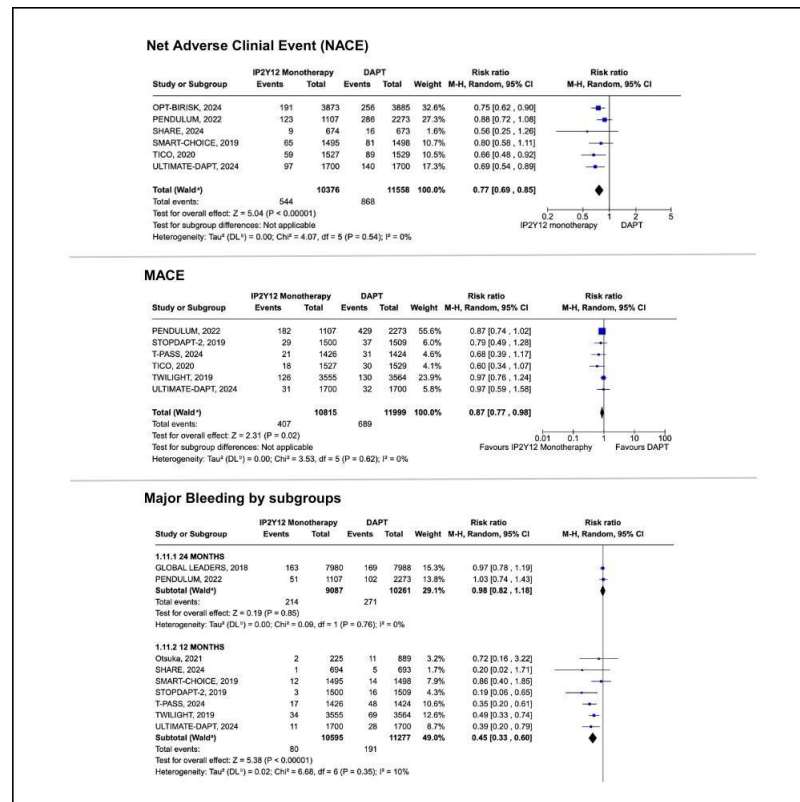 Net Adverse Clinial Event (NACE)
IP2Y12 Monotherapy DAPT Risk ratio Risk ratio
Study or Subgroup Events Total Events Total Weight M-H, Random, 95% CI M-H, Random, 95% CI
OPT-BIRISK, 2024 191 3873 256 3885 32.6% 0.75 [0.62 , 0.90]
PENDULUM, 2022 123 1107 286 2273 27.3% 0.88 [0.72 , 1.08]
SHARE, 2024 9 674 16 673 1.6% 0.56 [0.25 , 1.26]
SMART-CHOICE, 2019 65 1495 81 1498 10.7% 0.80 [0.58 , 1.11]
TICO, 2020 59 1527 89 1529 10.4% 0.66 [0.48 , 0.92]
ULTIMATE-DAPT, 2024 97 1700 140 1700 17.3% 0.69 [0.54 , 0.89]
Total (Waldᵃ) 10376 11558 100.0% 0.77 [0.69 , 0.85]
Total events: 544 868
Test for overall effect: Z = 5.04 (P < 0.00001)
0.2 0.5 1 2 5
Test for subgroup differences: Not applicable
IP2Y12 monotherapy DAPT
Heterogeneity: Tau² (DLᵇ) = 0.00; Chi² = 4.07, df = 5 (P = 0.54); I² = 0%
MACE
IP2Y12 Monotherapy DAPT Risk ratio Risk ratio
Study or Subgroup Events Total Events Total Weight M-H, Random, 95% CI M-H, Random, 95% CI
PENDULUM, 2022 182 1107 429 2273 55.6% 0.87 [0.74 , 1.02]
STOPDAPT-2, 2019 29 1500 37 1509 6.0% 0.79 [0.49 , 1.28]
T-PASS, 2024 21 1426 31 1424 4.6% 0.68 [0.39 , 1.17]
TICO, 2020 18 1527 30 1529 4.1% 0.60 [0.34 , 1.07]
TWILIGHT, 2019 126 3555 130 3564 23.9% 0.97 [0.76 , 1.24]
ULTIMATE-DAPT, 2024 31 1700 32 1700 5.8% 0.97 [0.59 , 1.58]
Total (Waldᵃ) 10815 11999 100.0% 0.87 [0.77 , 0.98]
Total events: 407 689
Test for overall effect: Z = 2.31 (P = 0.02)
0.01 0.1 1 10 100
Test for subgroup differences: Not applicable
Favours IP2Y12 Monotheraphy Favours DAPT
Heterogeneity: Tau² (DLᵇ) = 0.00; Chi² = 3.53, df = 5 (P = 0.62); I² = 0%
Major Bleeding by subgroups
IP2Y12 Monotherapy DAPT Risk ratio Risk ratio
Study or Subgroup Events Total Events Total Weight M-H, Random, 95% CI M-H, Random, 95% CI
1.11.1 24 MONTHS
GLOBAL LEADERS, 2018 163 7980 169 7988 15.3% 0.97 [0.78 , 1.19]
PENDULUM, 2022 51 1107 102 2273 13.8% 1.03 [0.74 , 1.43]
Subtotal (Waldᵃ) 9087 10261 29.1% 0.98 [0.82 , 1.18]
Total events: 214 271
Test for overall effect: Z = 0.19 (P = 0.85)
Heterogeneity: Tau² (DLᵇ) = 0.00; Chi² = 0.09, df = 1 (P = 0.76); I² = 0%
1.11.2 12 MONTHS
Otsuka, 2021 2 225 11 889 3.2% 0.72 [0.16 , 3.22]
SHARE, 2024 1 694 5 693 1.7% 0.20 [0.02 , 1.71]
SMART-CHOICE, 2019 12 1495 14 1498 7.9% 0.86 [0.40 , 1.85]
STOPDAPT-2, 2019 3 1500 16 1509 4.4% 0.19 [0.06 , 0.65]
T-PASS, 2024 17 1426 48 1424 10.6% 0.35 [0.20 , 0.61]
TWILIGHT, 2019 34 3555 69 3564 12.6% 0.49 [0.33 , 0.74]
ULTIMATE-DAPT, 2024 11 1700 28 1700 8.7% 0.39 [0.20 , 0.79]
Subtotal (Waldᵃ) 10595 11277 49.0% 0.45 [0.33 , 0.60]
Total events: 80 191
Test for overall effect: Z = 5.38 (P < 0.00001)
Heterogeneity: Tau² (DLᵇ) = 0.02; Chi² = 6.68, df = 6 (P = 0.35); I² = 10%